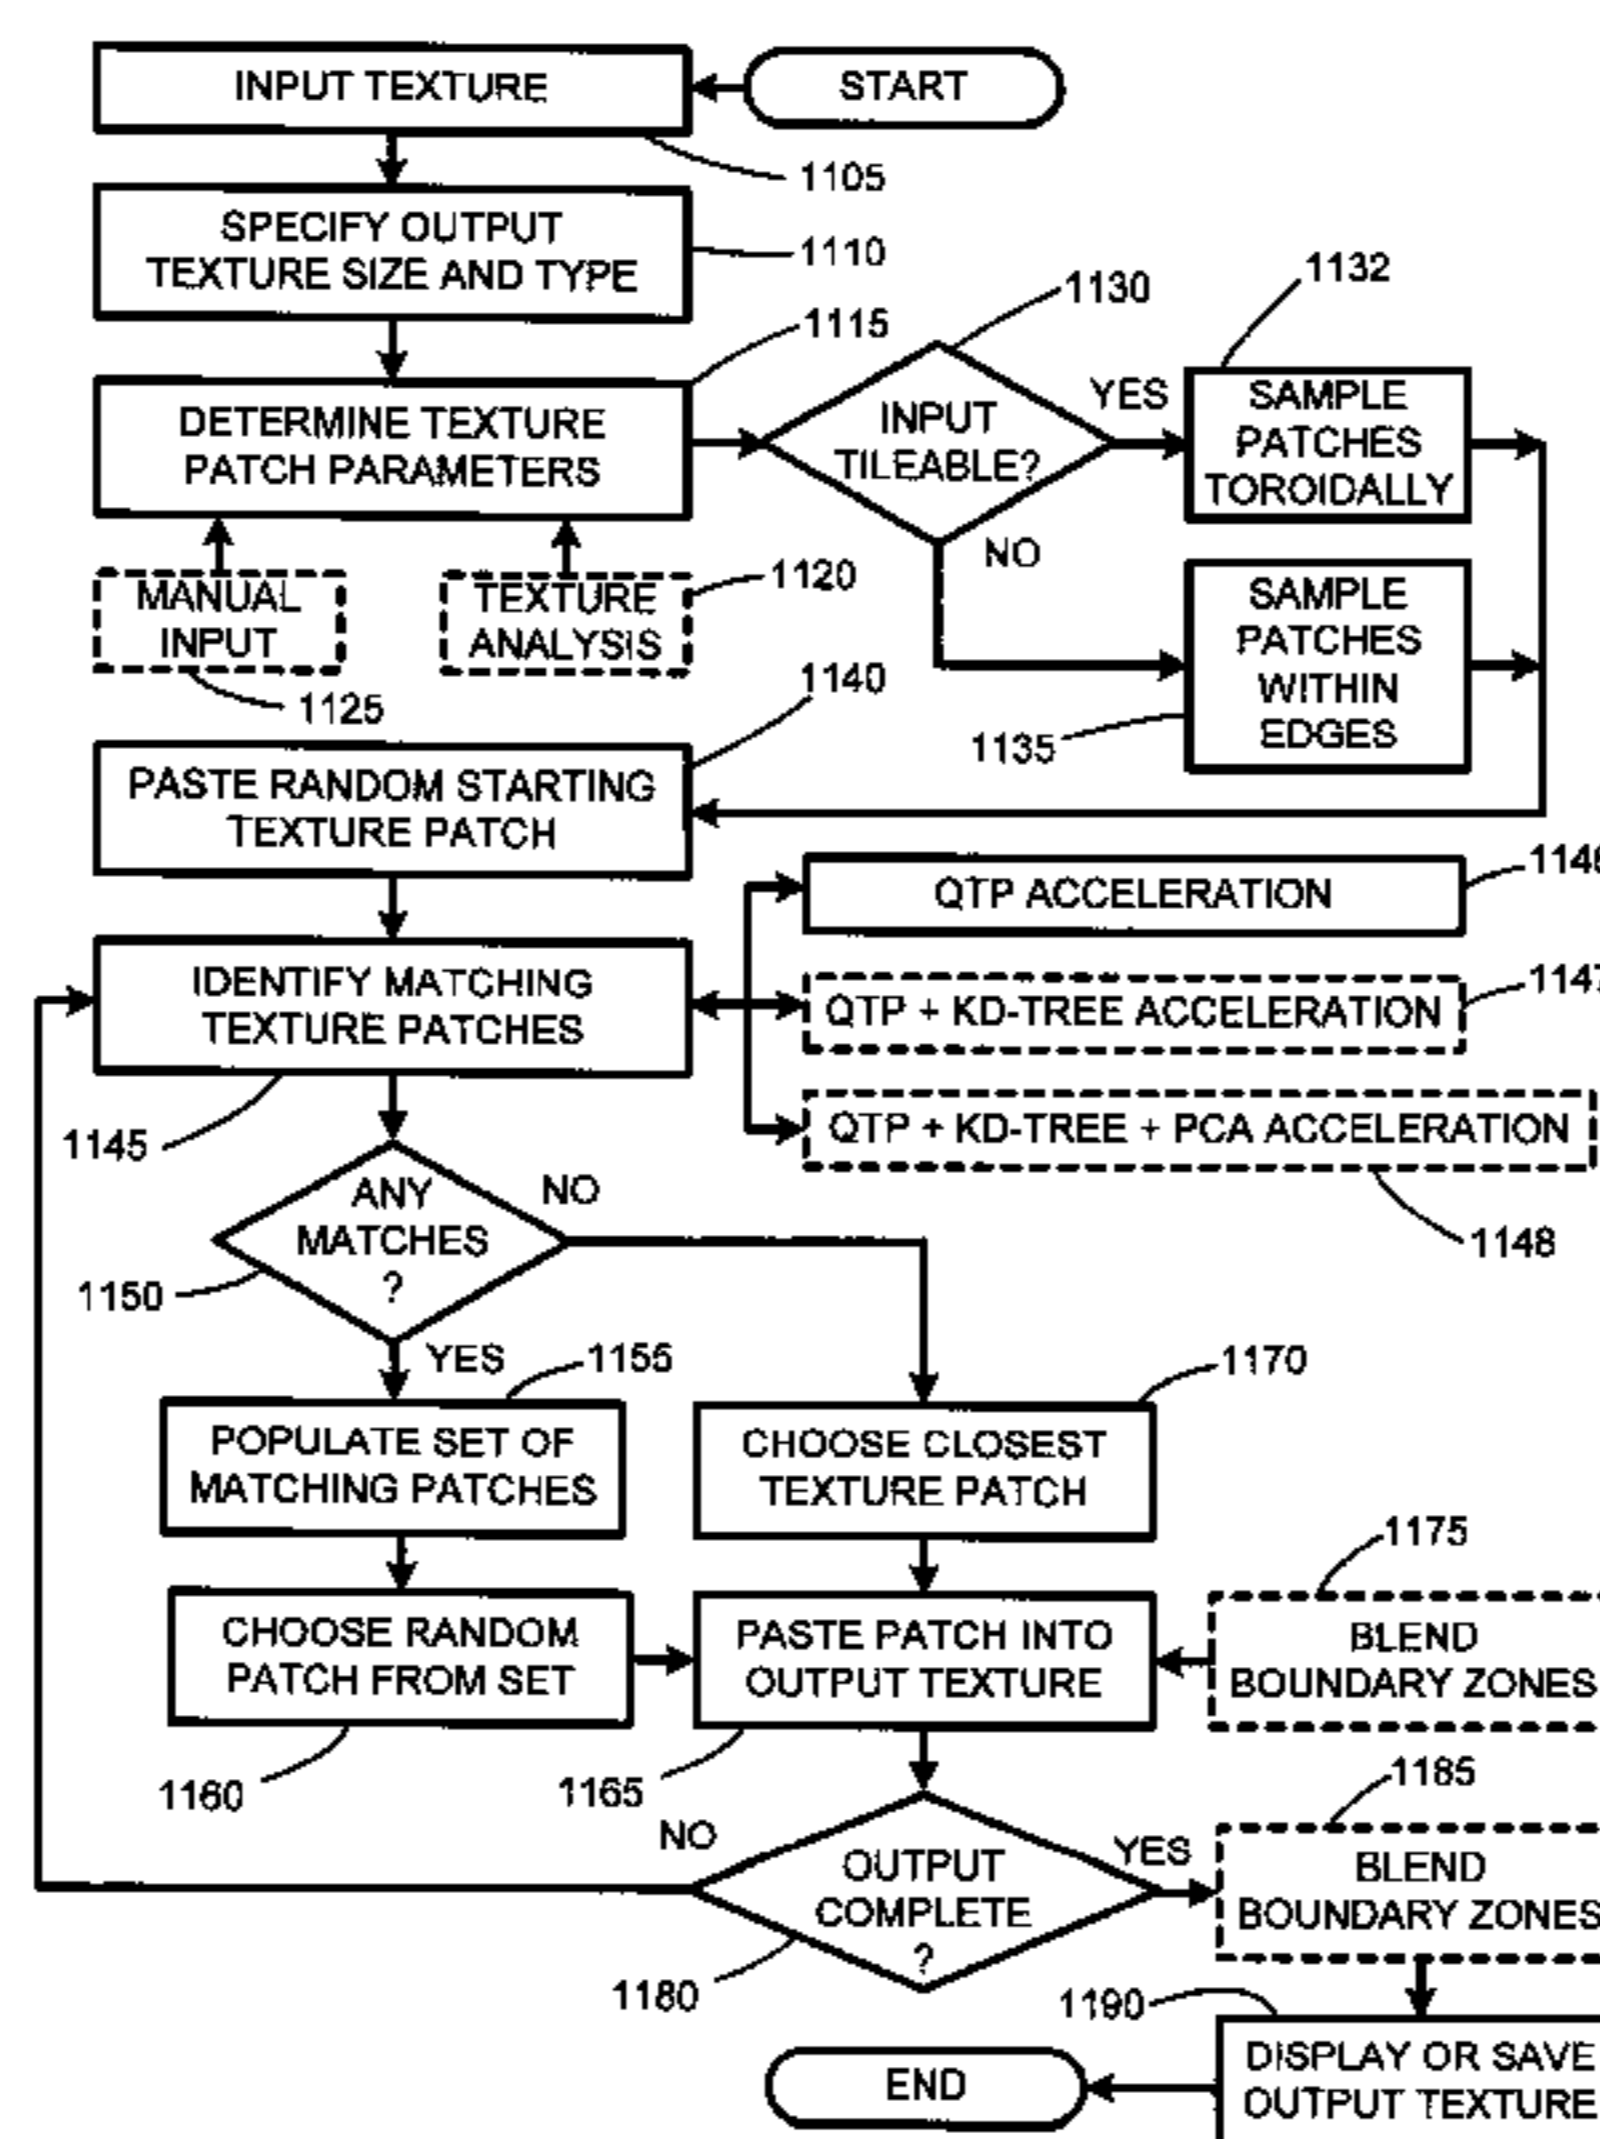 INPUT TEXTURE
START
1105
SPECIFY OUTPUT
TEXTURE SIZE AND TYPE
1110
1115
1130
1132
DETERMINE TEXTURE
PATCH PARAMETERS
INPUT
TILEABLE?
YES
SAMPLE
PATCHES
TOROIDALLY
NO
MANUAL
INPUT
TEXTURE
ANALYSIS
1120
1125
SAMPLE
PATCHES
WITHIN
EDGES
1135
1140
PASTE RANDOM STARTING
TEXTURE PATCH
QTP ACCELERATION
1146
IDENTIFY MATCHING
TEXTURE PATCHES
QTP + KD-TREE ACCELERATION
1147
QTP + KD-TREE + PCA ACCELERATION
1148
1145
ANY
MATCHES
?
NO
1150
YES
1155
1170
POPULATE SET OF
MATCHING PATCHES
CHOOSE CLOSEST
TEXTURE PATCH
1175
CHOOSE RANDOM
PATCH FROM SET
PASTE PATCH INTO
OUTPUT TEXTURE
BLEND
BOUNDARY ZONES
1160
1165
1185
NO
OUTPUT
COMPLETE
?
YES
BLEND
BOUNDARY ZONES
1180
1190
END
DISPLAY OR SAVE
OUTPUT TEXTURE